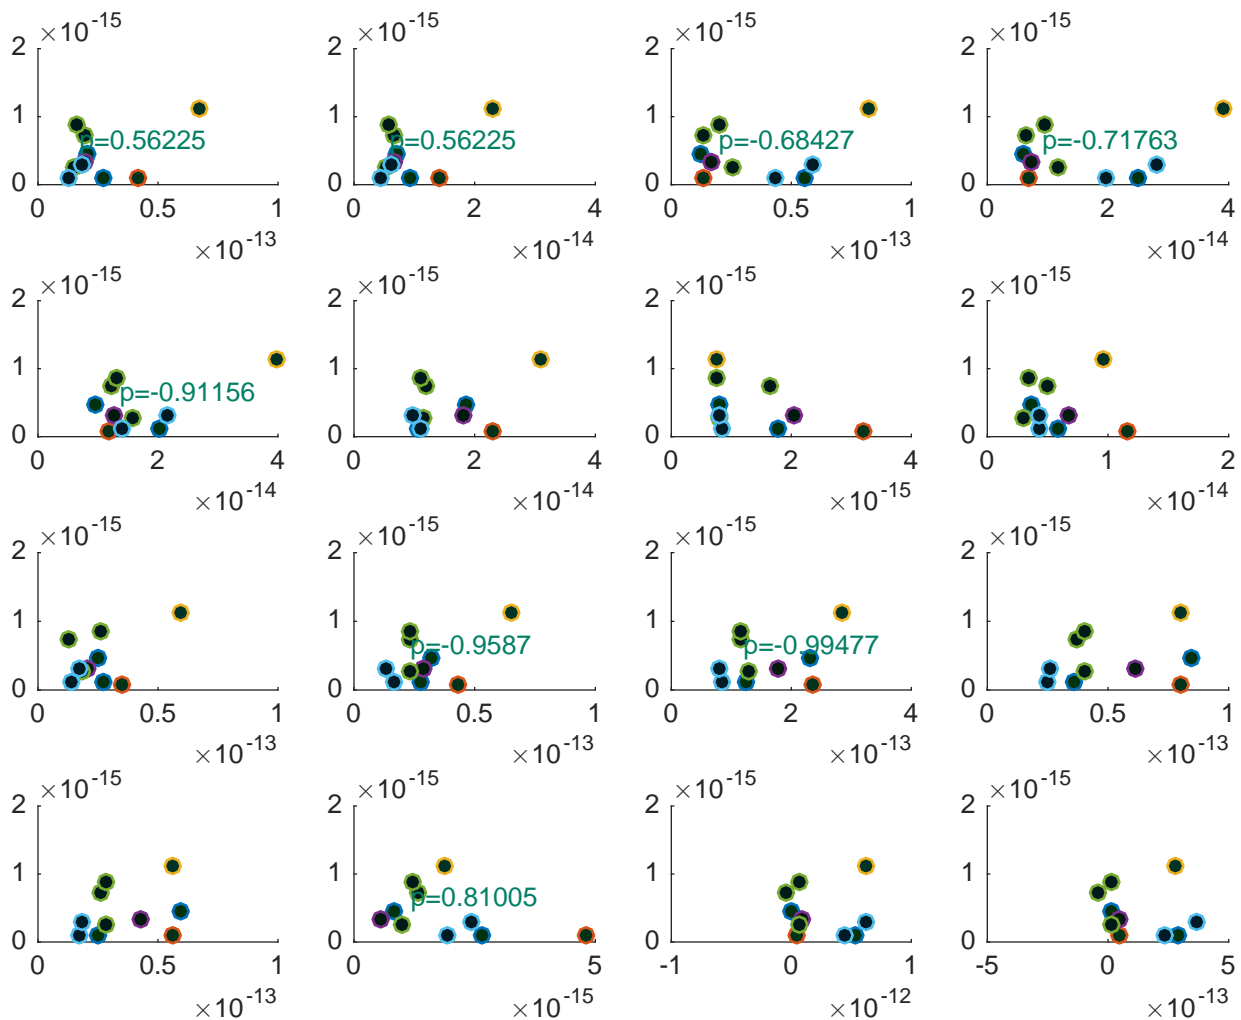 ×10-15 ×10-15 ×10-15 ×10-15
2 2 2 2
1 1 1 1
p=0.56225 p=0.56225 p=-0.68427 p=-0.71763
0 0 0 0
0 0.5 1 0 2 4 0 0.5 1 0 2 4
×10-13 ×10-14 ×10-13 ×10-14
×10-15 ×10-15 ×10-15 ×10-15
2 2 2 2
1 1 1 1
p=-0.91156
0 0 0 0
0 2 4 0 2 4 0 2 4 0 1 2
×10-14 ×10-14 ×10-15 ×10-14
×10-15 ×10-15 ×10-15 ×10-15
2 2 2 2
1 1 1 1
p=-0.9587 p=-0.99477
0 0 0 0
0 0.5 1 0 0.5 1 0 2 4 0 0.5 1
×10-13 ×10-13 ×10-13 ×10-13
×10-15 ×10-15 ×10-15 ×10-15
2 2 2 2
1 1 1 1
p=0.81005
0 0 0 0
0 0.5 1 0 5 -1 0 1 -5 0 5
×10-13 ×10-15 ×10-12 ×10-13